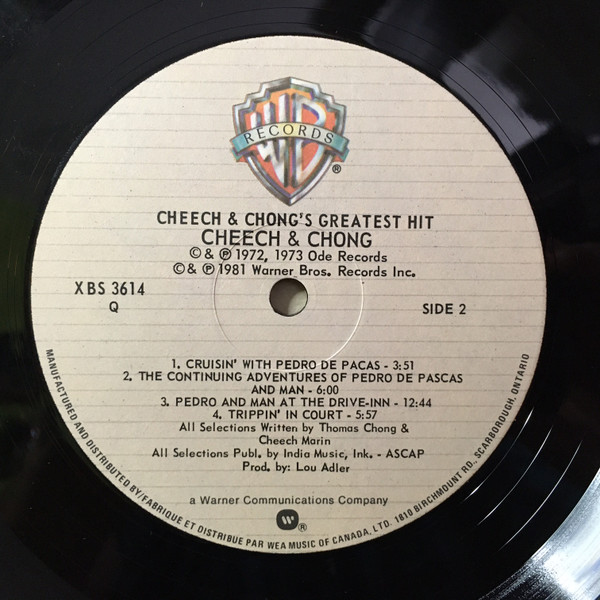 WB
RECORDS
®
CHEECH & CHONG'S GREATEST HIT
CHEECH & CHONG
© & ℗ 1972, 1973 Ode Records
© & ℗ 1981 Warner Bros. Records Inc.
XBS 3614
Q
SIDE 2
1. CRUISIN' WITH PEDRO DE PACAS - 3:51
2. THE CONTINUING ADVENTURES OF PEDRO DE PASCAS
AND MAN - 6:00
3. PEDRO AND MAN AT THE DRIVE-INN - 12:44
4. TRIPPIN' IN COURT - 5:57
All Selections Written by Thomas Chong &
Cheech Marin
All Selections Publ. by India Music, Ink. - ASCAP
Prod. by: Lou Adler
a Warner Communications Company
®
MANUFACTURED AND DISTRIBUTED BY/FABRIQUE ET DISTRIBUE PAR WEA MUSIC OF CANADA, LTD. 1810 BIRCHMOUNT RD., SCARBOROUGH, ONTARIO